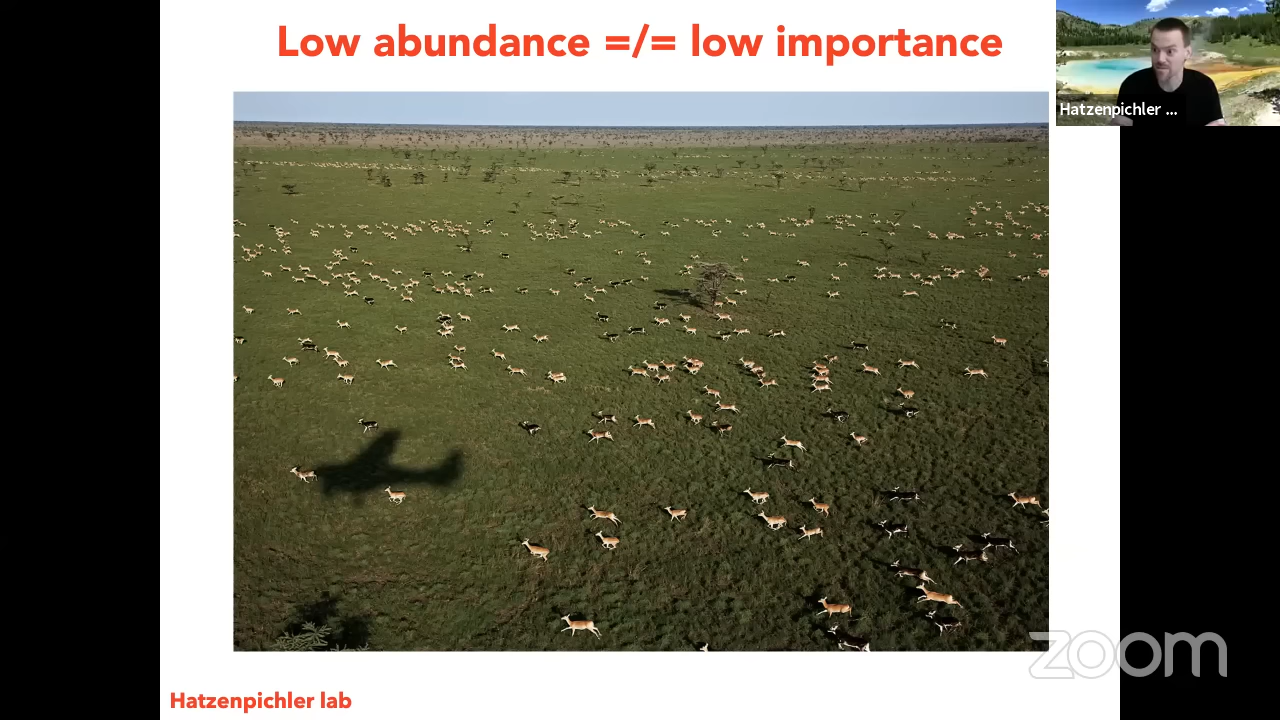 Low abundance =/= low importance
Hatzenpichler ...
zoom
Hatzenpichler lab